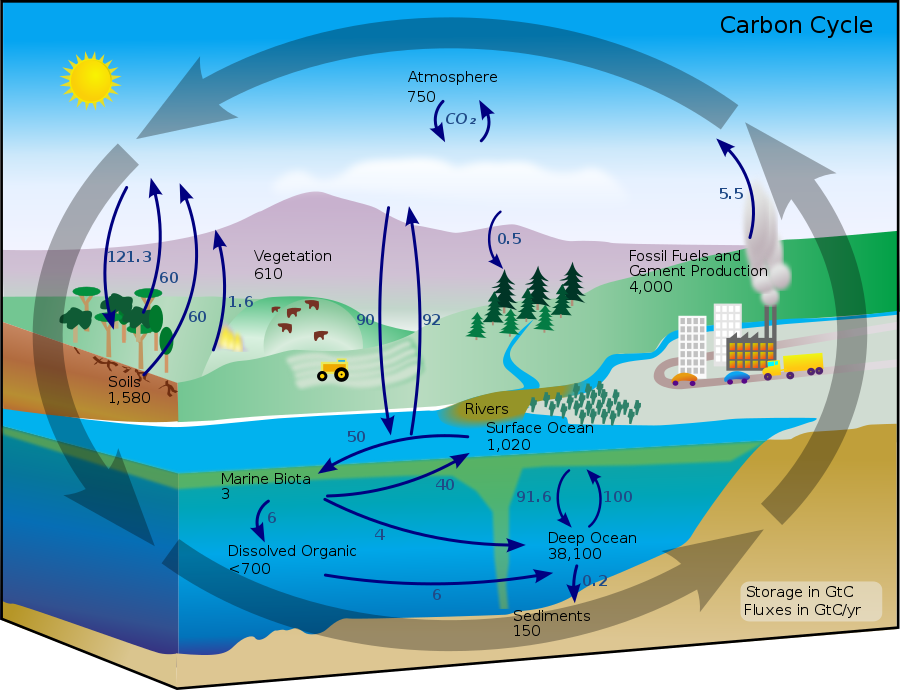 Carbon Cycle
Atmosphere
750
CO₂
5.5
121.3
60
60
1.6
Vegetation
610
0.5
Fossil Fuels and
Cement Production
4,000
90
92
Soils
1,580
Rivers
Surface Ocean
1,020
50
40
Marine Biota
3
6
4
91.6
100
Dissolved Organic
<700
Deep Ocean
38,100
6
0.2
Sediments
150
Storage in GtC
Fluxes in GtC/yr